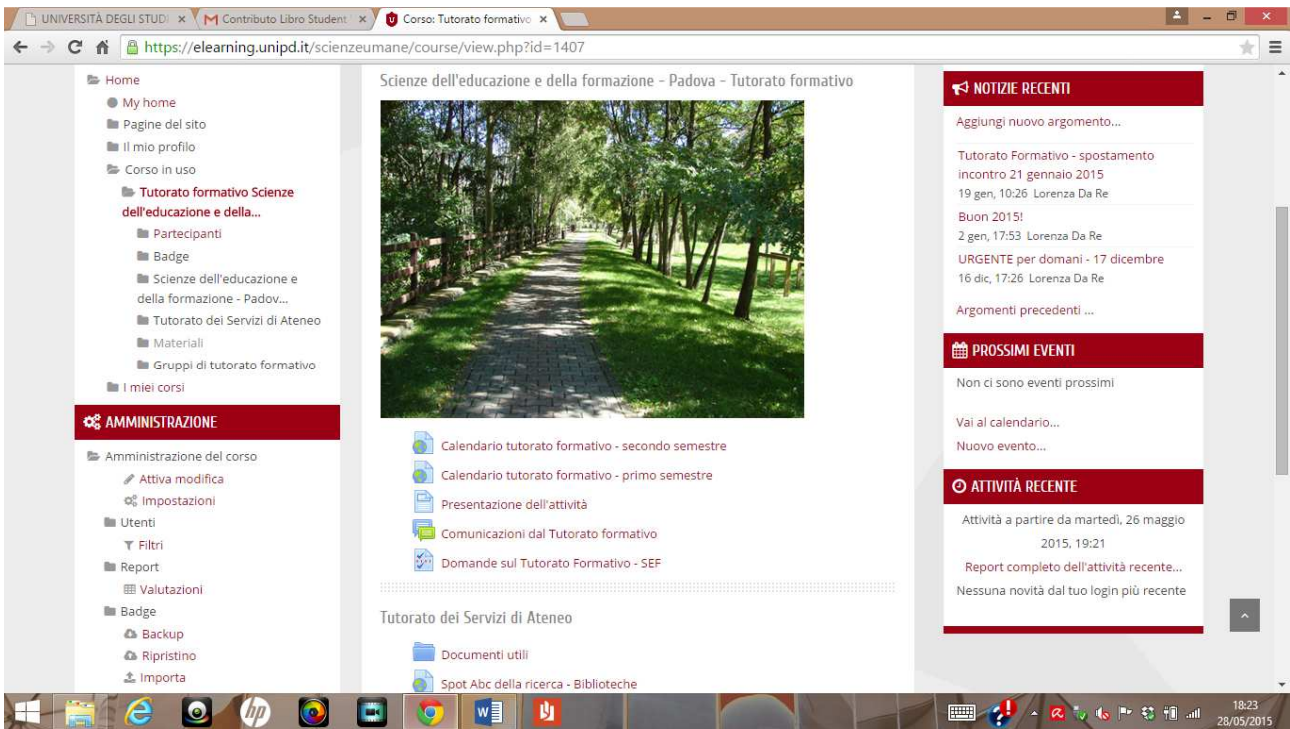 UNIVERSITÀ DEGLI STUDI
Contributo Libro Student
Corso: Tutorato formativo
https://elearning.unipd.it/scienzeumane/course/view.php?id=1407
Home
My home
Pagine del sito
Il mio profilo
Corso in uso
Tutorato formativo Scienze
dell'educazione e della...
Partecipanti
Badge
Scienze dell'educazione e
della formazione - Padov...
Tutorato dei Servizi di Ateneo
Materiali
Gruppi di tutorato formativo
I miei corsi
AMMINISTRAZIONE
Amministrazione del corso
Attiva modifica
Impostazioni
Utenti
Filtri
Report
Valutazioni
Badge
Backup
Ripristino
Importa
Scienze dell'educazione e della formazione - Padova - Tutorato formativo
Calendario tutorato formativo - secondo semestre
Calendario tutorato formativo - primo semestre
Presentazione dell'attività
Comunicazioni dal Tutorato formativo
Domande sul Tutorato Formativo - SEF
Tutorato dei Servizi di Ateneo
Documenti utili
Spot Abc della ricerca - Biblioteche
NOTIZIE RECENTI
Aggiungi nuovo argomento...
Tutorato Formativo - spostamento
incontro 21 gennaio 2015
19 gen, 10:26 Lorenza Da Re
Buon 2015!
2 gen, 17:53 Lorenza Da Re
URGENTE per domani - 17 dicembre
16 dic, 17:26 Lorenza Da Re
Argomenti precedenti ...
PROSSIMI EVENTI
Non ci sono eventi prossimi
Vai al calendario...
Nuovo evento...
ATTIVITÀ RECENTE
Attività a partire da martedì, 26 maggio
2015, 19:21
Report completo dell'attività recente...
Nessuna novità dal tuo login più recente
hp
18:23
28/05/2015